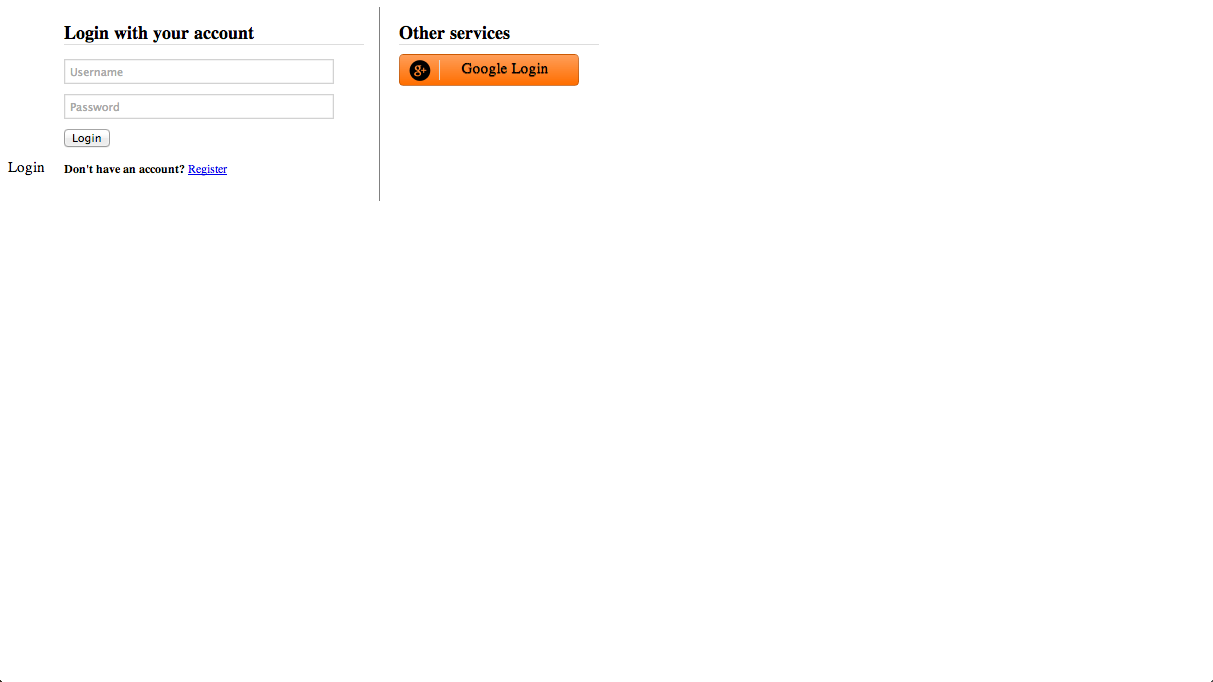 Login with your account
Username
Password
Login
Login
Don't have an account? Register
Other services
g+ Google Login